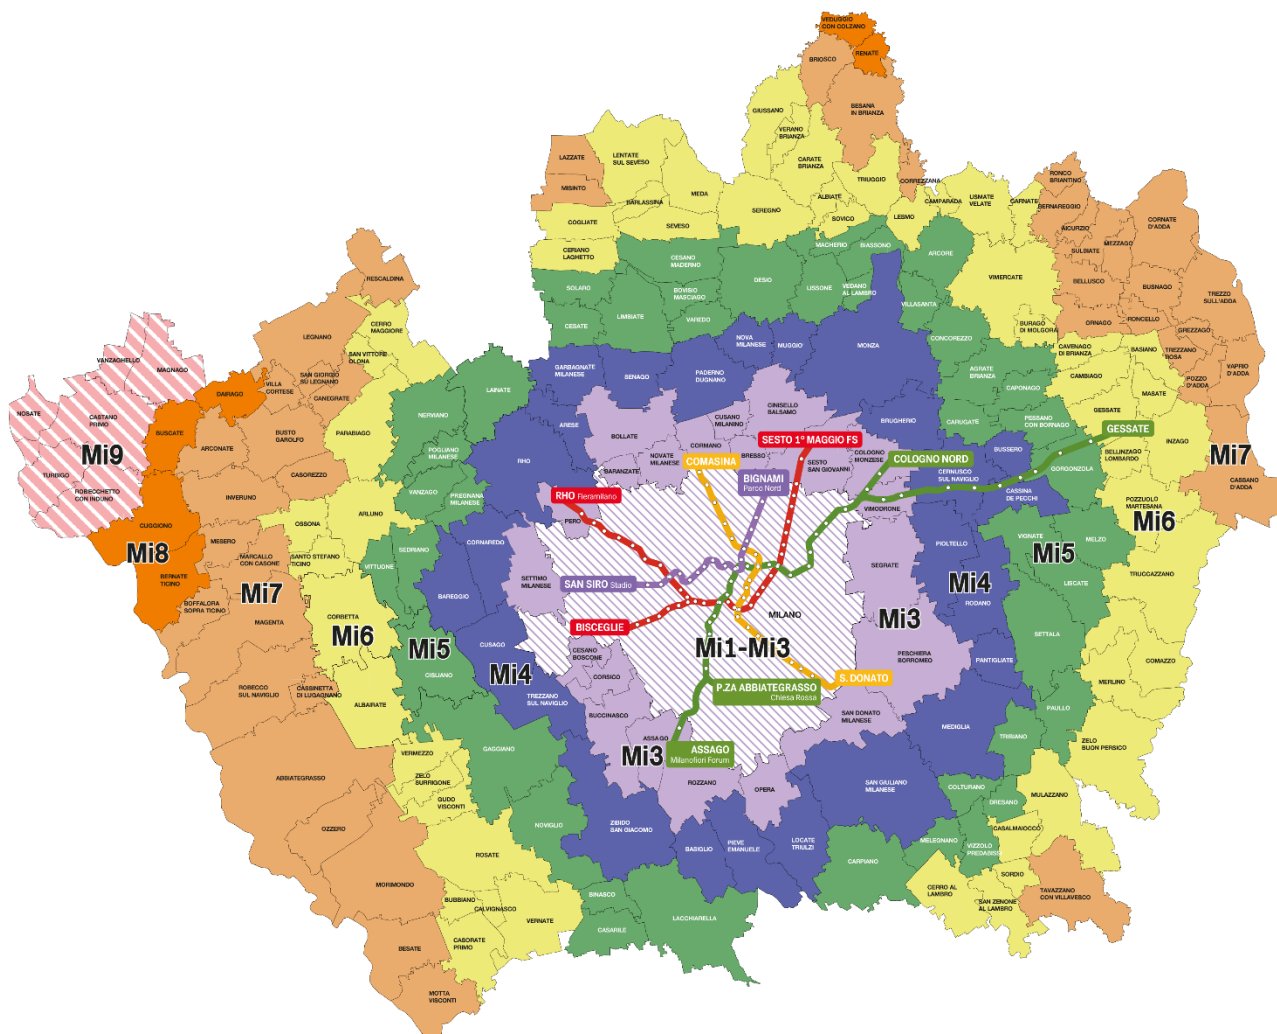 VEDUGGIO
CON COLZANO
RENATE
BRIOSCO
BESANA
IN BRIANZA
GIUSSANO
VERANO
BRIANZA
CARATE
BRIANZA
LAZZATE
LENTATE
SUL SEVESO
MISINTO
MEDA
BARLASSINA
SEREGNO
TRIUGGIO
CORREZZANA
ALBIATE
SOVICO
LESMO
CAMPARADA
USMATE
VELATE
CARNATE
RONCO
BRIANTINO
BERNAREGGIO
AICURZIO
SULBIATE
MEZZAGO
CORNATE
D'ADDA
COGLIATE
SEVESO
CERIANO
LAGHETTO
CESANO
MADERNO
MACHERIO
BIASSONO
ARCORE
VIMERCATE
BELLUSCO
BUSNAGO
TREZZO
SULL'ADDA
RESCALDINA
SOLARO
BOVISIO
MASCIAGO
DESIO
LISSONE
VEDANO
AL LAMBRO
VILLASANTA
CESATE
LIMBIATE
VAREDO
BURAGO
DI MOLGORA
ORNAGO
RONCELLO
GREZZAGO
CERRO
MAGGIORE
LEGNANO
SAN VITTORE
OLONA
NOVA
MILANESE
MUGGIO
MONZA
CONCOREZZO
CAVENAGO
DI BRIANZA
BASIANO
TREZZANO
ROSA
VAPRIO
D'ADDA
VANZAGHELLO
MAGNAGO
SAN GIORGIO
SU LEGNANO
VILLA
CORTESE
CANEGRATE
DAIRAGO
LAINATE
GARBAGNATE
MILANESE
SENAGO
PADERNO
DUGNANO
AGRATE
BRIANZA
CAPONAGO
CAMBIAGO
MASATE
POZZO
D'ADDA
NOSATE
CASTANO
PRIMO
BUSCATE
ARCONATE
BUSTO
GAROLFO
PARABIAGO
NERVIANO
ARESE
CINISELLO
BALSAMO
CUSANO
MILANINO
BRUGHERIO
CARUGATE
PESSANO
CON BORNAGO
GESSATE
GESSATE
INZAGO
BOLLATE
CORMANO
BRESSO
SESTO 1º MAGGIO FS
SESTO
SAN GIOVANNI
COLOGNO
MONZESE
COLOGNO NORD
BUSSERO
GORGONZOLA
BELLINZAGO
LOMBARDO
Mi9
Mi7
TURBIGO
ROBECCHETTO
CON INDUNO
INVERUNO
CASOREZZO
POGLIANO
MILANESE
RHO
BARANZATE
NOVATE
MILANESE
COMASINA
BIGNAMI
Parco Nord
CERNUSCO
SUL NAVIGLIO
CASSINA
DE PECCHI
CASSANO
D'ADDA
VANZAGO
PREGNANA
MILANESE
RHO Fieramilano
PERO
VIMODRONE
POZZUOLO
MARTESANA
Mi6
CUGGIONO
OSSONA
ARLUNO
Mi8
MESERO
MARCALLO
CON CASONE
SANTO STEFANO
TICINO
SEDRIANO
VITTUONE
CORNAREDO
SETTIMO
MILANESE
SEGRATE
PIOLTELLO
VIGNATE
MELZO
Mi5
BERNATE
TICINO
Mi7
BOFFALORA
SOPRA TICINO
BAREGGIO
SAN SIRO Stadio
Mi4
RODANO
LISCATE
TRUCCAZZANO
MAGENTA
CORBETTA
Mi6
BISCEGLIE
MILANO
Mi3
Mi5
CUSAGO
Mi4
Mi1-Mi3
PESCHIERA
BORROMEO
PANTIGLIATE
SETTALA
COMAZZO
CESANO
BOSCONE
CORSICO
CISLIANO
MERLINO
ROBECCO
SUL NAVIGLIO
CASSINETTA
DI LUGAGNANO
ALBAIRATE
TREZZANO
SUL NAVIGLIO
P.ZA ABBIATEGRASSO
Chiesa Rossa
S. DONATO
SAN DONATO
MILANESE
BUCCINASCO
MEDIGLIA
PAULLO
TRIBIANO
ZELO
BUON PERSICO
VERMEZZO
GAGGIANO
ASSAGO
Mi3
ASSAGO
Milanofiori Forum
ABBIATEGRASSO
ZELO
SURRIGONE
GUDO
VISCONTI
ROZZANO
OPERA
SAN GIULIANO
MILANESE
COLTURANO
DRESANO
MULAZZANO
OZZERO
NOVIGLIO
ZIBIDO
SAN GIACOMO
BASIGLIO
PIEVE
EMANUELE
LOCATE
TRIULZI
CARPIANO
MELEGNANO
VIZZOLO
PREDABISSI
CASALMAIOCCO
ROSATE
MORIMONDO
BUBBIANO
CALVIGNASCO
VERNATE
BINASCO
LACCHIARELLA
CERRO AL
LAMBRO
SORDIO
SAN ZENONE
AL LAMBRO
TAVAZZANO
CON VILLAVESCO
CASARILE
BESATE
CASORATE
PRIMO
MOTTA
VISCONTI